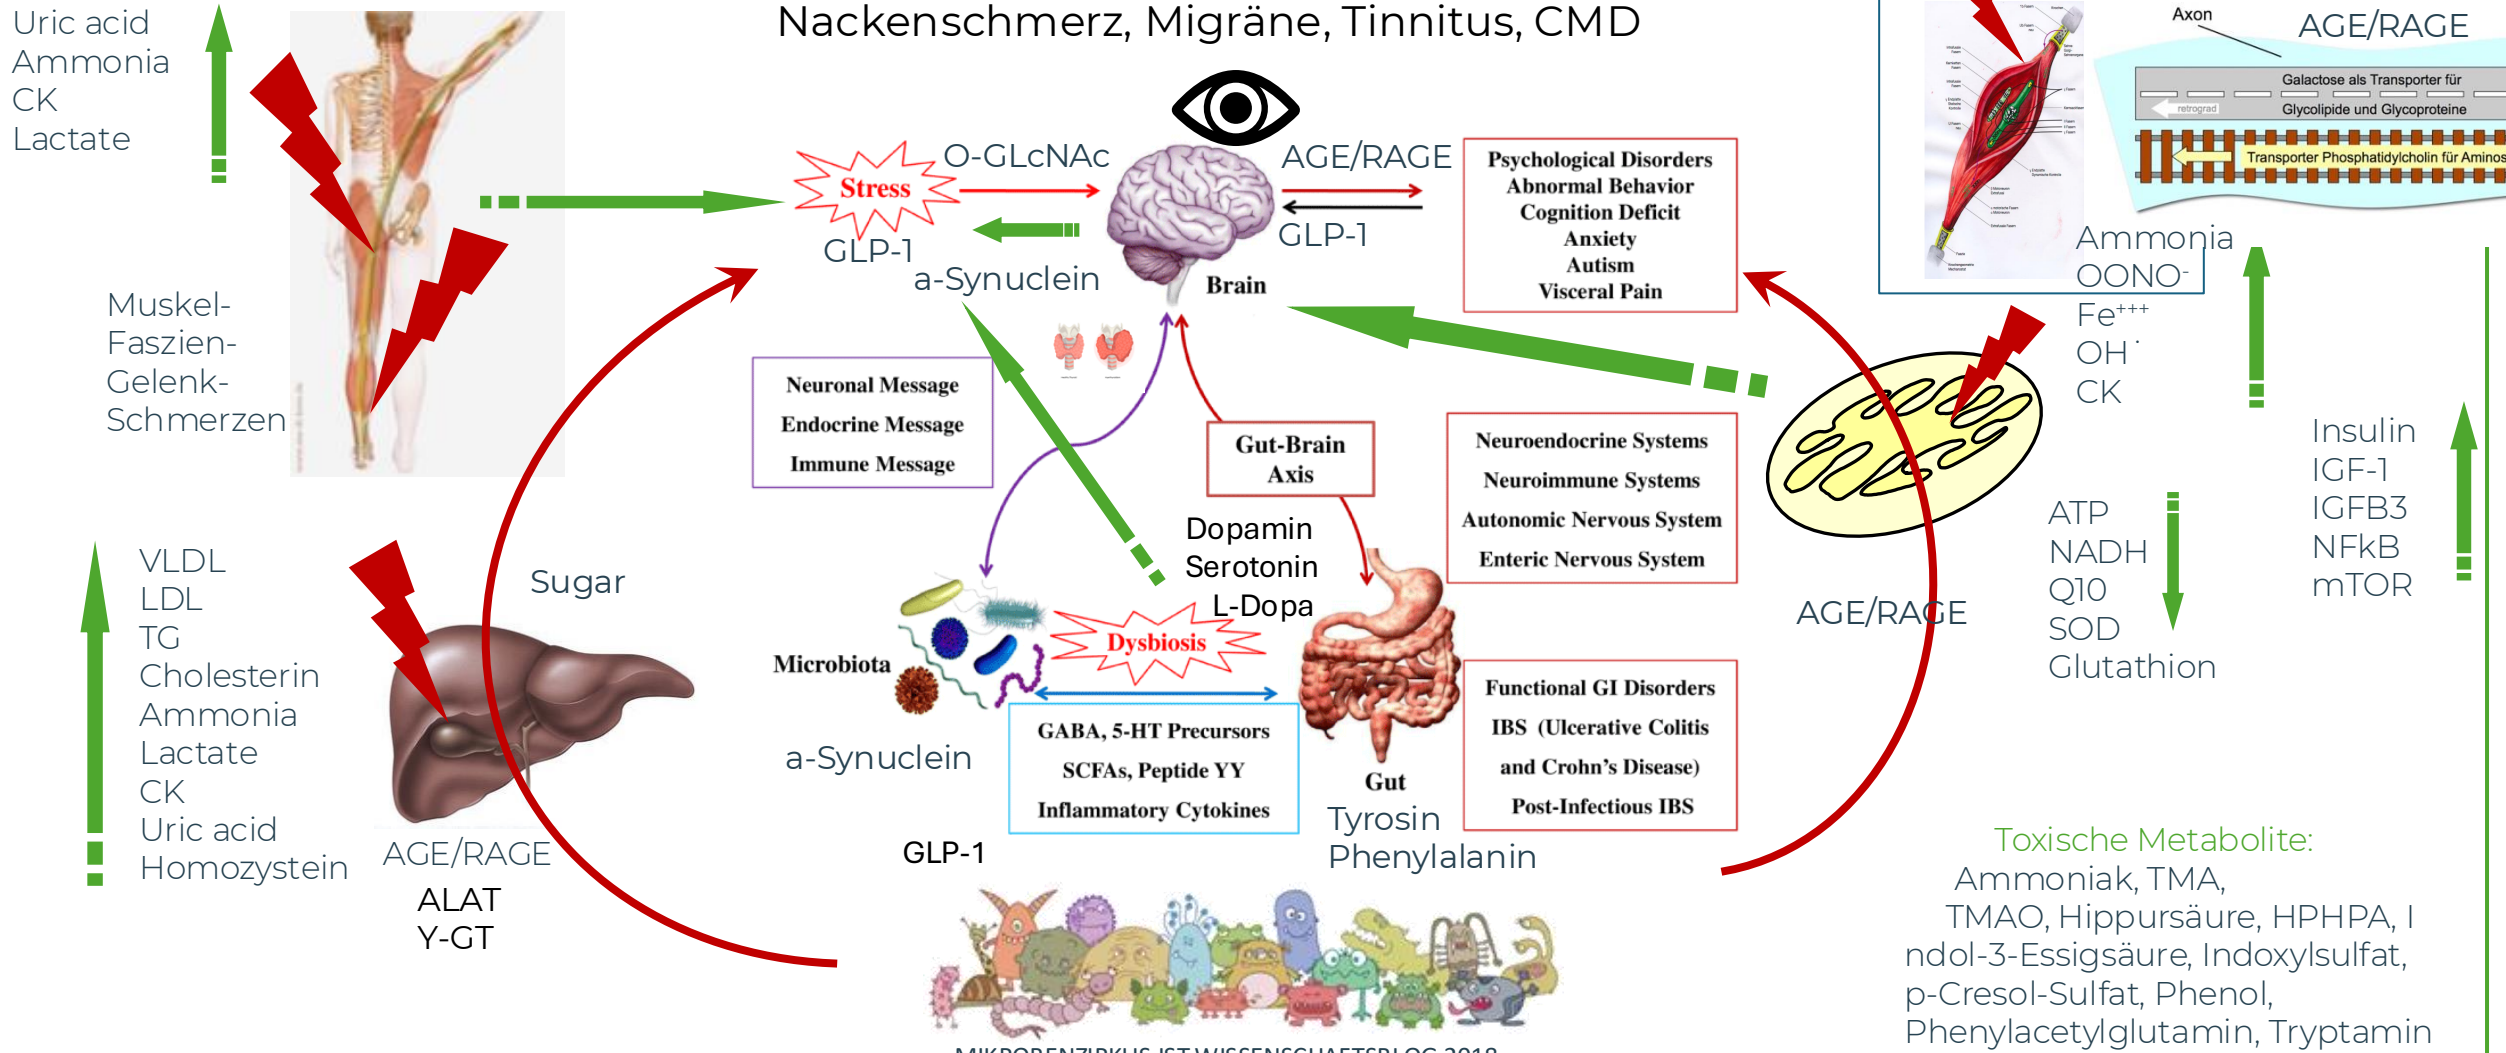 Uric acid
Ammonia
CK
Lactate
Nackenschmerz, Migräne, Tinnitus, CMD
Axon
AGE/RAGE
Galactose als Transporter für
retrograd
Glycolipide und Glycoproteine
Transporter Phosphatidylcholin für Aminos
Stress
O-GLcNAc
AGE/RAGE
GLP-1
GLP-1
a-Synuclein
Brain
Psychological Disorders
Abnormal Behavior
Cognition Deficit
Anxiety
Autism
Visceral Pain
Ammonia
OONO⁻
Fe⁺⁺⁺
OH˙
CK
Muskel-
Faszien-
Gelenk-
Schmerzen
Neuronal Message
Endocrine Message
Immune Message
Gut-Brain
Axis
Neuroendocrine Systems
Neuroimmune Systems
Autonomic Nervous System
Enteric Nervous System
Insulin
IGF-1
IGFB3
NFkB
mTOR
ATP
NADH
Q10
SOD
Glutathion
AGE/RAGE
VLDL
LDL
TG
Cholesterin
Ammonia
Lactate
CK
Uric acid
Homozystein
Sugar
AGE/RAGE
ALAT
Y-GT
Dopamin
Serotonin
L-Dopa
Dysbiosis
Microbiota
a-Synuclein
GABA, 5-HT Precursors
SCFAs, Peptide YY
Inflammatory Cytokines
Gut
Tyrosin
Phenylalanin
Functional GI Disorders
IBS (Ulcerative Colitis
and Crohn's Disease)
Post-Infectious IBS
GLP-1
Toxische Metabolite:
Ammoniak, TMA,
TMAO, Hippursäure, HPHPA, I
ndol-3-Essigsäure, Indoxylsulfat,
p-Cresol-Sulfat, Phenol,
Phenylacetylglutamin, Tryptamin
MIKROBENZIRKUS IST WISSENSCHAFTSBLOG 2018